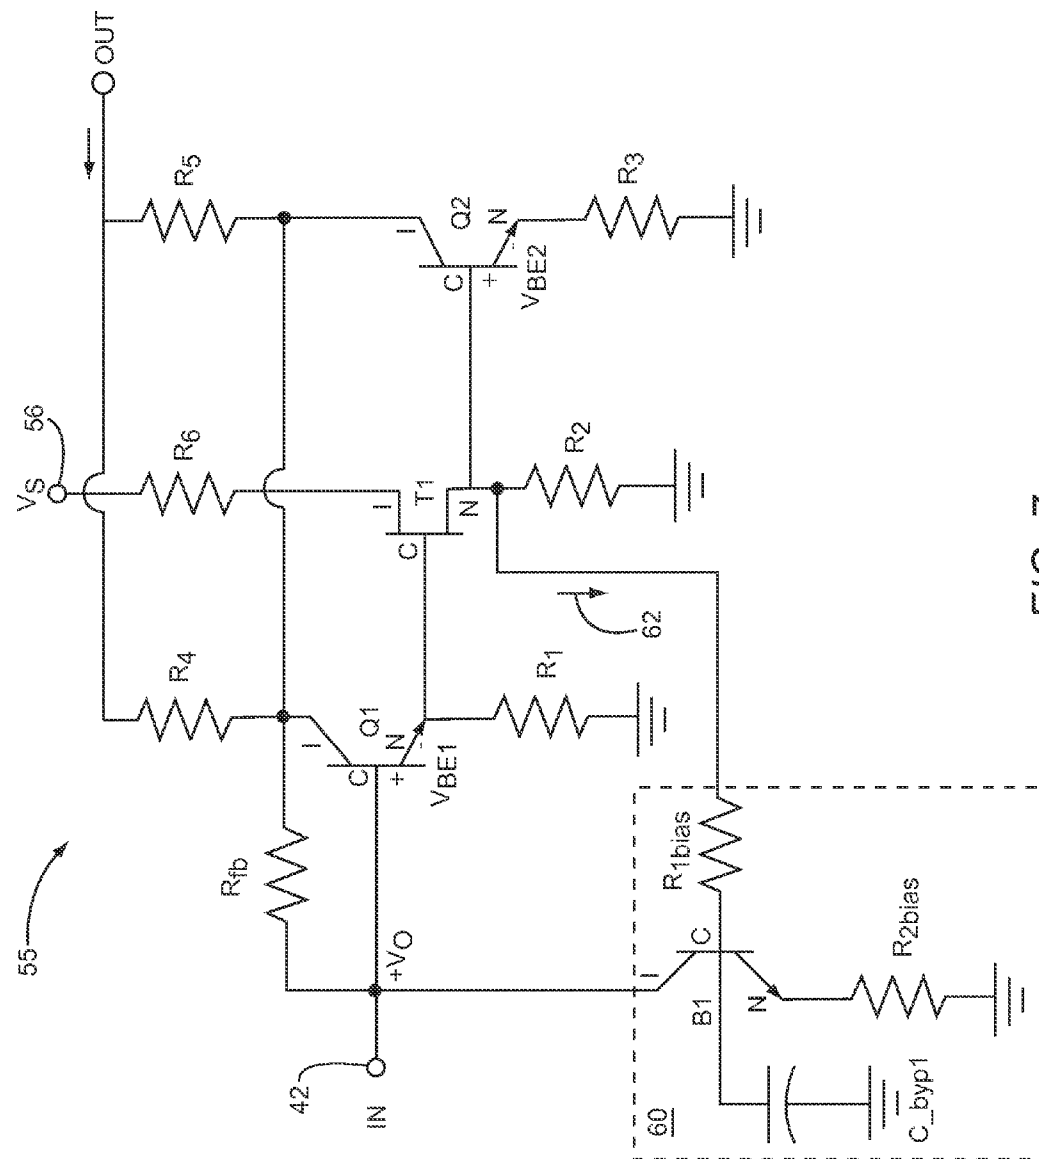 OUT
VS
56
R5
R6
R4
Q2
I
C
+
-
N
VBE2
R3
T1
I
C
N
R2
Q1
I
C
+
-
N
VBE1
R1
62
55
Rfb
+VO
42
IN
60
R1bias
I
C
B1
N
R2bias
C_byp1
FIG.